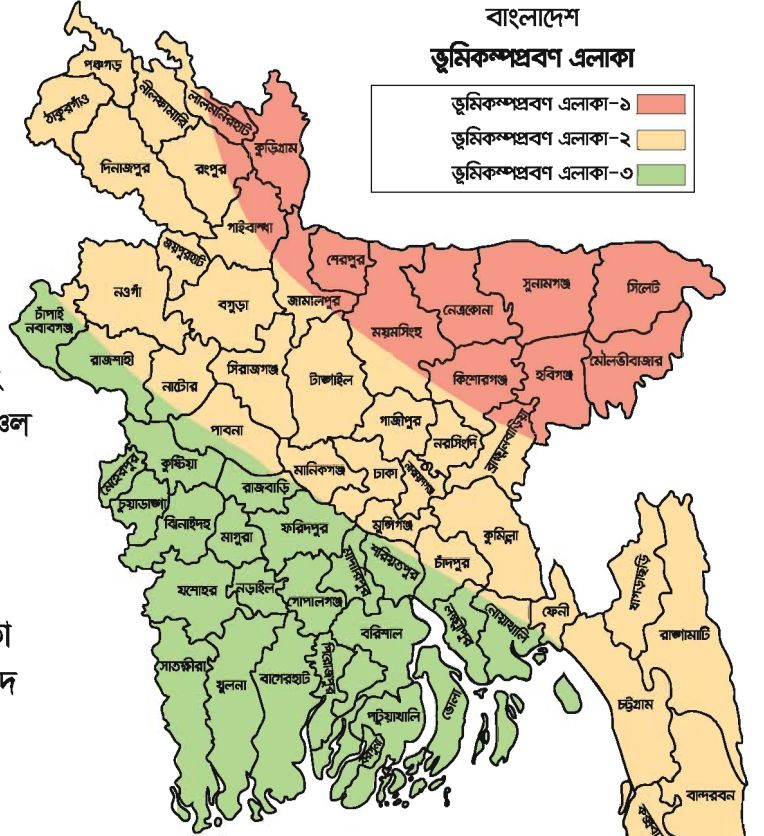 বাংলাদেশ
ভূমিকম্পপ্রবণ এলাকা
ভূমিকম্পপ্রবণ এলাকা-১
ভূমিকম্পপ্রবণ এলাকা-২
ভূমিকম্পপ্রবণ এলাকা-৩
পঞ্চগড়
ঠাকুরগাঁও
নীলফামারি
লালমনিরহাট
কুড়িগ্রাম
দিনাজপুর
রংপুর
গাইবান্ধা
জয়পুরহাট
শেরপুর
নওগাঁ
বগুড়া
জামালপুর
নেত্রকোনা
সুনামগঞ্জ
সিলেট
চাঁপাই
নবাবগঞ্জ
ময়মনসিংহ
রাজশাহী
নাটোর
সিরাজগঞ্জ
টাঙ্গাইল
কিশোরগঞ্জ
হবিগঞ্জ
মৌলভীবাজার
পাবনা
গাজীপুর
নরসিংদি
ব্রাহ্মণবাড়িয়া
মেহেরপুর
কুষ্টিয়া
মানিকগঞ্জ
ঢাকা
রাজবাড়ি
চুয়াডাঙ্গা
ঝিনাইদহ
মাগুরা
ফরিদপুর
মুন্সিগঞ্জ
কুমিল্লা
চাঁদপুর
মাদারিপুর
শরিয়তপুর
যশোহর
নড়াইল
গোপালগঞ্জ
লক্ষ্মীপুর
নোয়াখালি
ফেনী
খাগড়াছড়ি
রাঙ্গামাটি
বরিশাল
সাতক্ষীরা
খুলনা
বাগেরহাট
পিরোজপুর
পটুয়াখালি
ভোলা
বরগুনা
চট্টগ্রাম
বান্দরবন